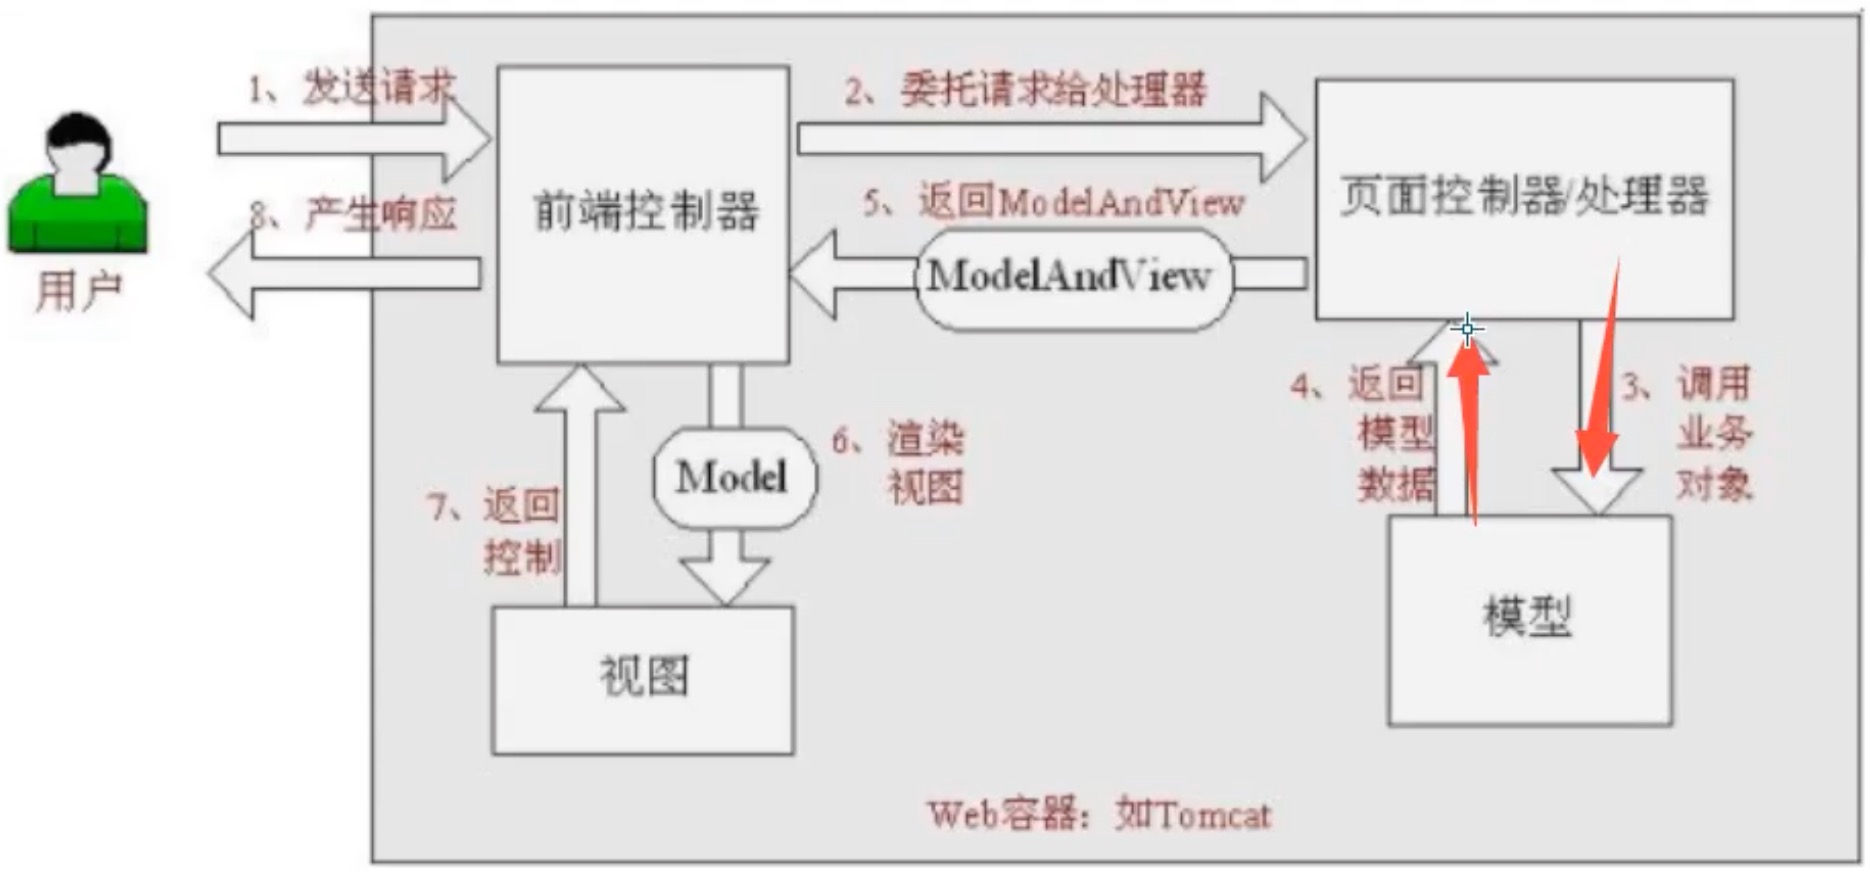 1、发送请求
2、委托请求给处理器
前端控制器
页面控制器/处理器
5、返回ModelAndView
8、产生响应
ModelAndView
用户
4、返回
模型
数据
3、调用
业务
对象
6、渲染
视图
Model
7、返回
控制
模型
视图
Web容器：如Tomcat